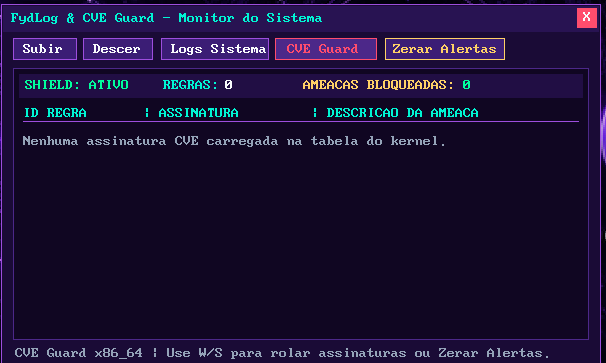 FydLog & CVE Guard - Monitor do Sistema X
Subir Descer Logs Sistema CVE Guard Zerar Alertas
SHIELD: ATIVO REGRAS: 0 AMEACAS BLOQUEADAS: 0
ID REGRA | ASSINATURA | DESCRICAO DA AMEACA
Nenhuma assinatura CVE carregada na tabela do kernel.
CVE Guard x86_64 | Use W/S para rolar assinaturas ou Zerar Alertas.